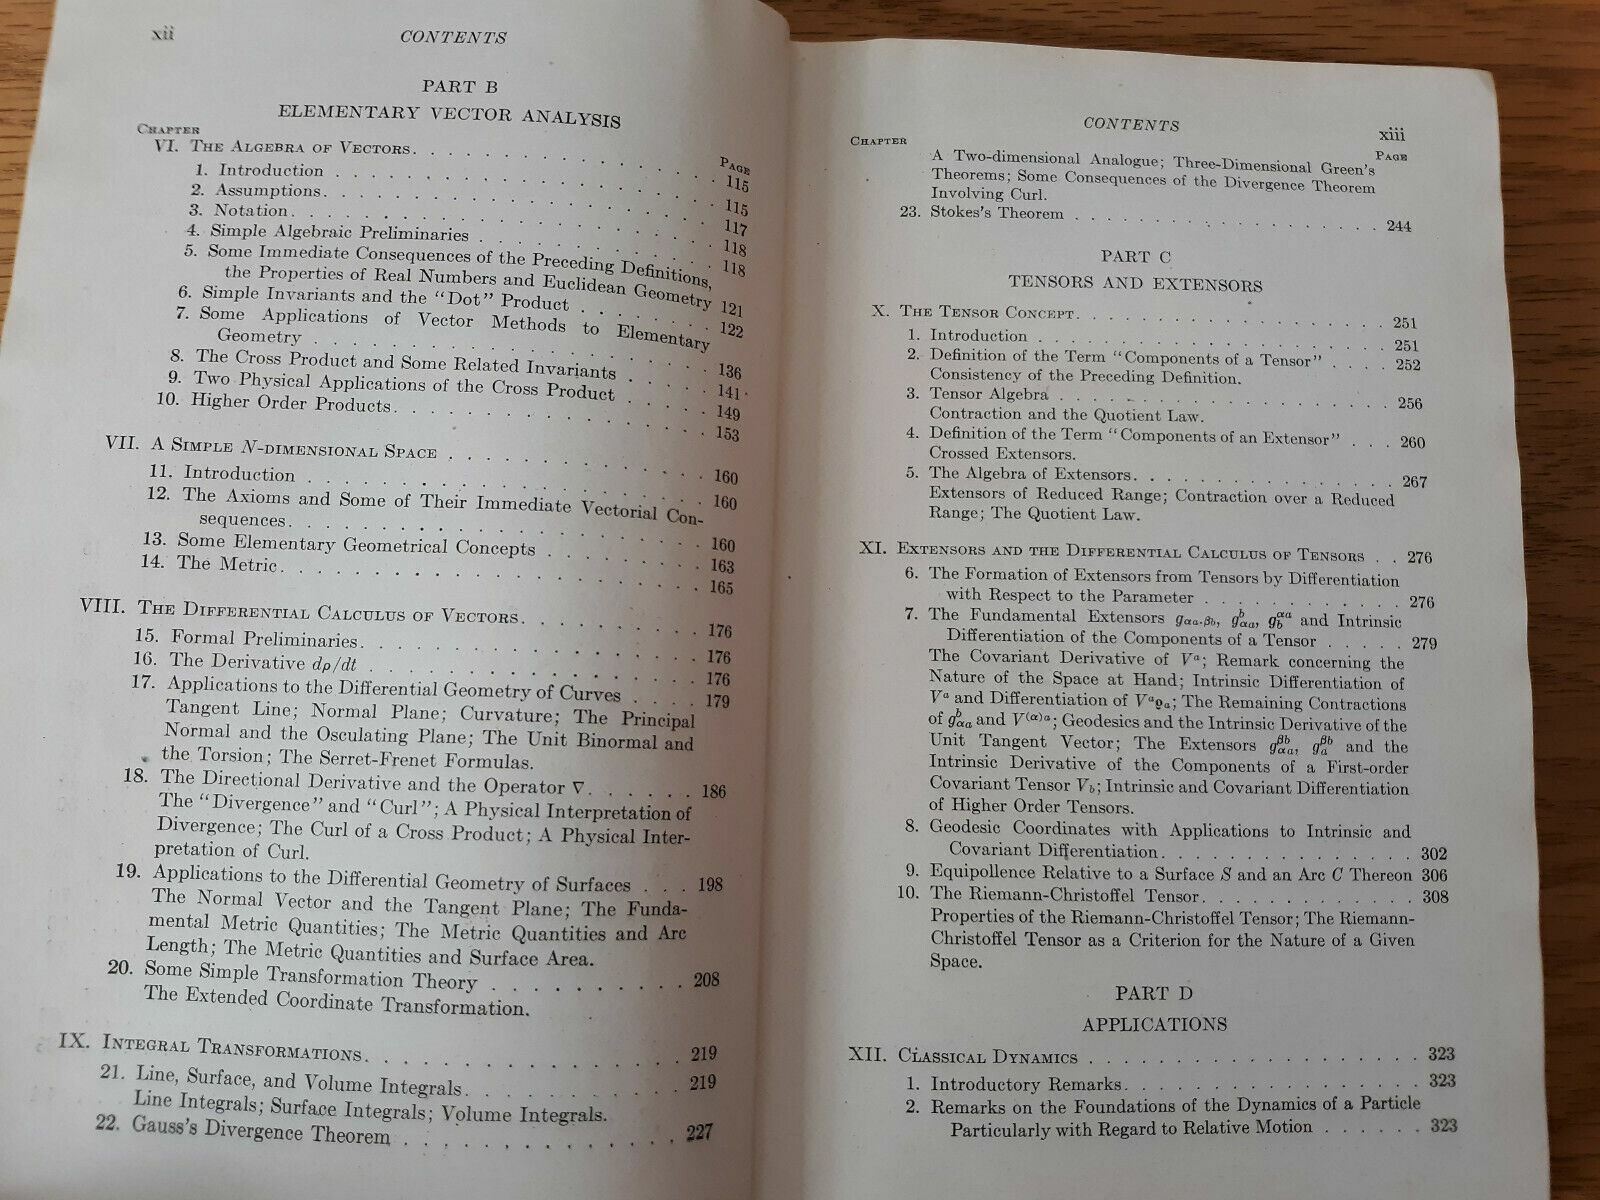 xii CONTENTS
PART B
ELEMENTARY VECTOR ANALYSIS
CHAPTER PAGE
VI. THE ALGEBRA OF VECTORS. . . . . . . . . . . . . . . 115
1. Introduction . . . . . . . . . . . . . . . . . . 115
2. Assumptions. . . . . . . . . . . . . . . . . . . 117
3. Notation. . . . . . . . . . . . . . . . . . . . 118
4. Simple Algebraic Preliminaries . . . . . . . . . . . 118
5. Some Immediate Consequences of the Preceding Definitions,
the Properties of Real Numbers and Euclidean Geometry 121
6. Simple Invariants and the "Dot" Product . . . . . . . . 122
7. Some Applications of Vector Methods to Elementary
Geometry . . . . . . . . . . . . . . . . . . . 136
8. The Cross Product and Some Related Invariants . . . . . 141
9. Two Physical Applications of the Cross Product . . . . . 149
10. Higher Order Products. . . . . . . . . . . . . . . 153
VII. A SIMPLE N-DIMENSIONAL SPACE . . . . . . . . . . . . 160
11. Introduction . . . . . . . . . . . . . . . . . . 160
12. The Axioms and Some of Their Immediate Vectorial Con-
sequences. . . . . . . . . . . . . . . . . . . 160
13. Some Elementary Geometrical Concepts . . . . . . . . 163
14. The Metric. . . . . . . . . . . . . . . . . . . 165
VIII. THE DIFFERENTIAL CALCULUS OF VECTORS. . . . . . . . . 176
15. Formal Preliminaries. . . . . . . . . . . . . . . . 176
16. The Derivative dρ/dt . . . . . . . . . . . . . . . 176
17. Applications to the Differential Geometry of Curves . . . . 179
Tangent Line; Normal Plane; Curvature; The Principal
Normal and the Osculating Plane; The Unit Binormal and
the Torsion; The Serret-Frenet Formulas.
18. The Directional Derivative and the Operator ∇. . . . . . 186
The "Divergence" and "Curl"; A Physical Interpretation of
Divergence; The Curl of a Cross Product; A Physical Inter-
pretation of Curl.
19. Applications to the Differential Geometry of Surfaces . . . 198
The Normal Vector and the Tangent Plane; The Funda-
mental Metric Quantities; The Metric Quantities and Arc
Length; The Metric Quantities and Surface Area.
20. Some Simple Transformation Theory . . . . . . . . . . 208
The Extended Coordinate Transformation.
IX. INTEGRAL TRANSFORMATIONS. . . . . . . . . . . . . . 219
21. Line, Surface, and Volume Integrals. . . . . . . . . . 219
Line Integrals; Surface Integrals; Volume Integrals.
22. Gauss's Divergence Theorem . . . . . . . . . . . . . 227
CONTENTS xiii
CHAPTER PAGE
A Two-dimensional Analogue; Three-Dimensional Green's
Theorems; Some Consequences of the Divergence Theorem
Involving Curl.
23. Stokes's Theorem . . . . . . . . . . . . . . . . . 244
PART C
TENSORS AND EXTENSORS
X. THE TENSOR CONCEPT. . . . . . . . . . . . . . . . . 251
1. Introduction . . . . . . . . . . . . . . . . . . 251
2. Definition of the Term "Components of a Tensor" . . . . 252
Consistency of the Preceding Definition.
3. Tensor Algebra . . . . . . . . . . . . . . . . . 256
Contraction and the Quotient Law.
4. Definition of the Term "Components of an Extensor" . . . 260
Crossed Extensors.
5. The Algebra of Extensors. . . . . . . . . . . . . . 267
Extensors of Reduced Range; Contraction over a Reduced
Range; The Quotient Law.
XI. EXTENSORS AND THE DIFFERENTIAL CALCULUS OF TENSORS . . 276
6. The Formation of Extensors from Tensors by Differentiation
with Respect to the Parameter . . . . . . . . . . . . 276
7. The Fundamental Extensors gαa·βb, g^b_αa, g^αa_b and Intrinsic
Differentiation of the Components of a Tensor . . . . . 279
The Covariant Derivative of Vᵃ; Remark concerning the
Nature of the Space at Hand; Intrinsic Differentiation of
Vᵃ and Differentiation of Vᵃϱₐ; The Remaining Contractions
of g^b_αa and V^(α)a; Geodesics and the Intrinsic Derivative of the
Unit Tangent Vector; The Extensors g^βb_αa, g^βb_a and the
Intrinsic Derivative of the Components of a First-order
Covariant Tensor V_b; Intrinsic and Covariant Differentiation
of Higher Order Tensors.
8. Geodesic Coordinates with Applications to Intrinsic and
Covariant Differentiation. . . . . . . . . . . . . . 302
9. Equipollence Relative to a Surface S and an Arc C Thereon 306
10. The Riemann-Christoffel Tensor. . . . . . . . . . . . 308
Properties of the Riemann-Christoffel Tensor; The Riemann-
Christoffel Tensor as a Criterion for the Nature of a Given
Space.
PART D
APPLICATIONS
XII. CLASSICAL DYNAMICS . . . . . . . . . . . . . . . . 323
1. Introductory Remarks. . . . . . . . . . . . . . . . 323
2. Remarks on the Foundations of the Dynamics of a Particle
Particularly with Regard to Relative Motion . . . . . . 323